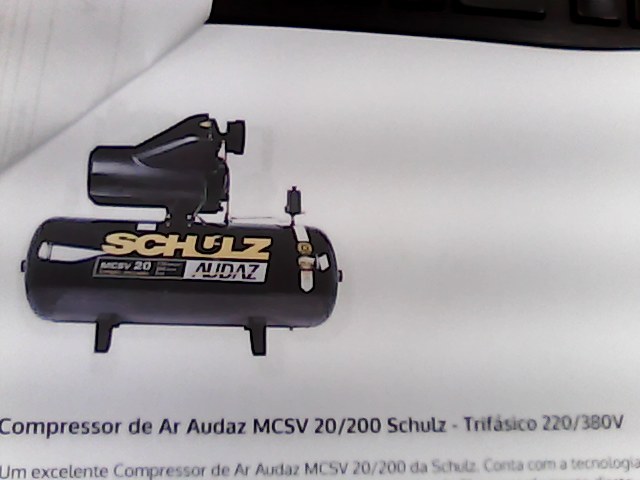 SCHULZ
MCSV 20
AUDAZ
Compressor de Ar Audaz MCSV 20/200 Schulz - Trifásico 220/380V
Um excelente Compressor de Ar Audaz MCSV 20/200 da Schulz. Conta com a tecnologia